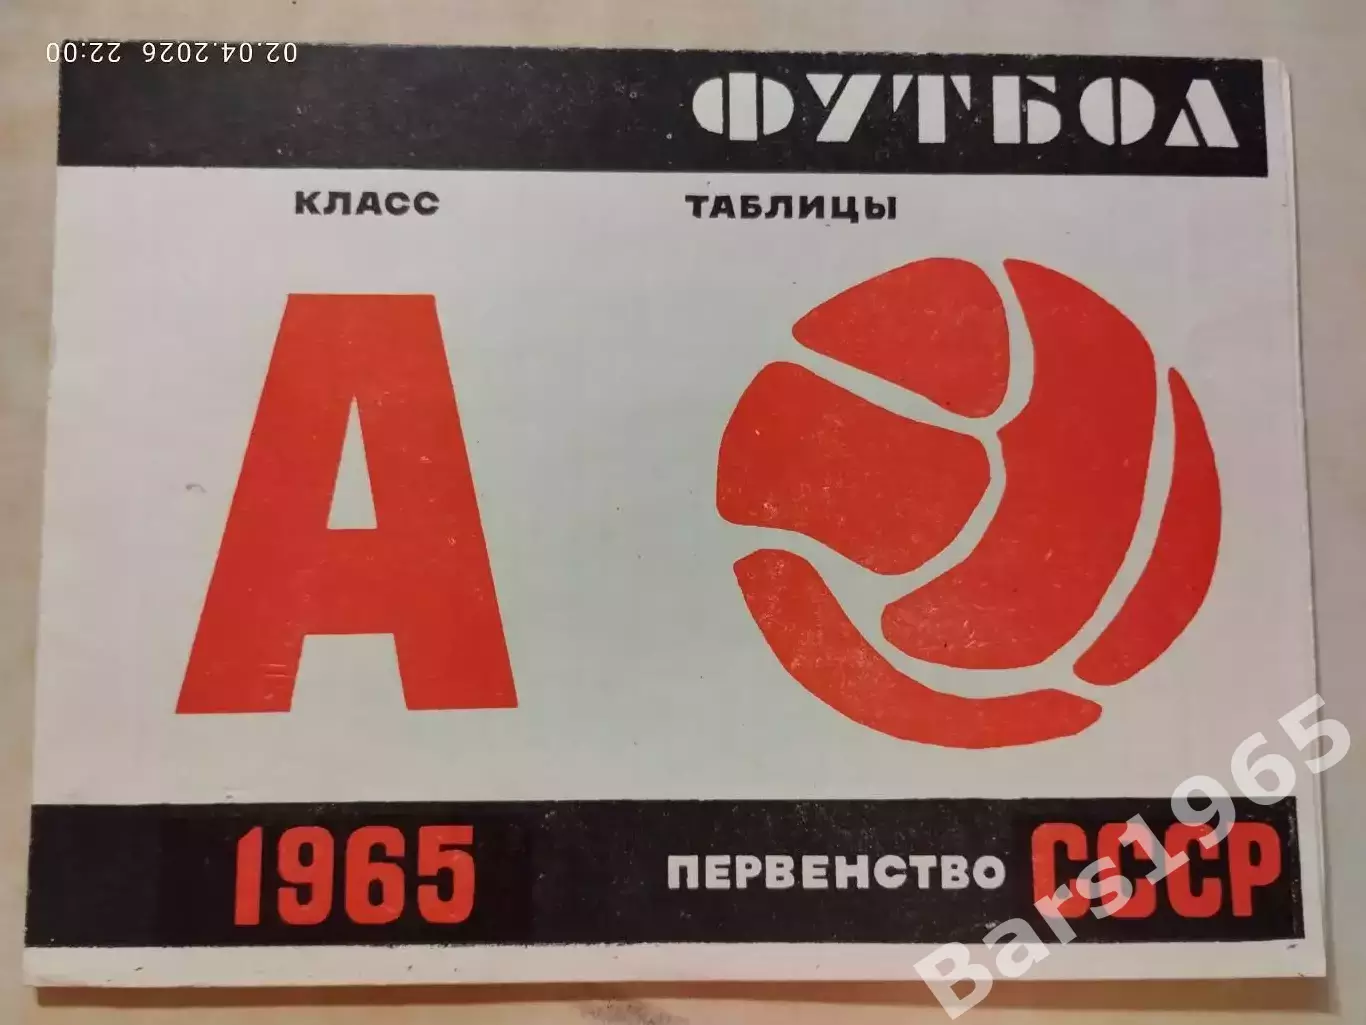 02.04.2026 22:00
ФУТБОЛ
КЛАСС ТАБЛИЦЫ
А
1965 ПЕРВЕНСТВО СССР
Bars1965